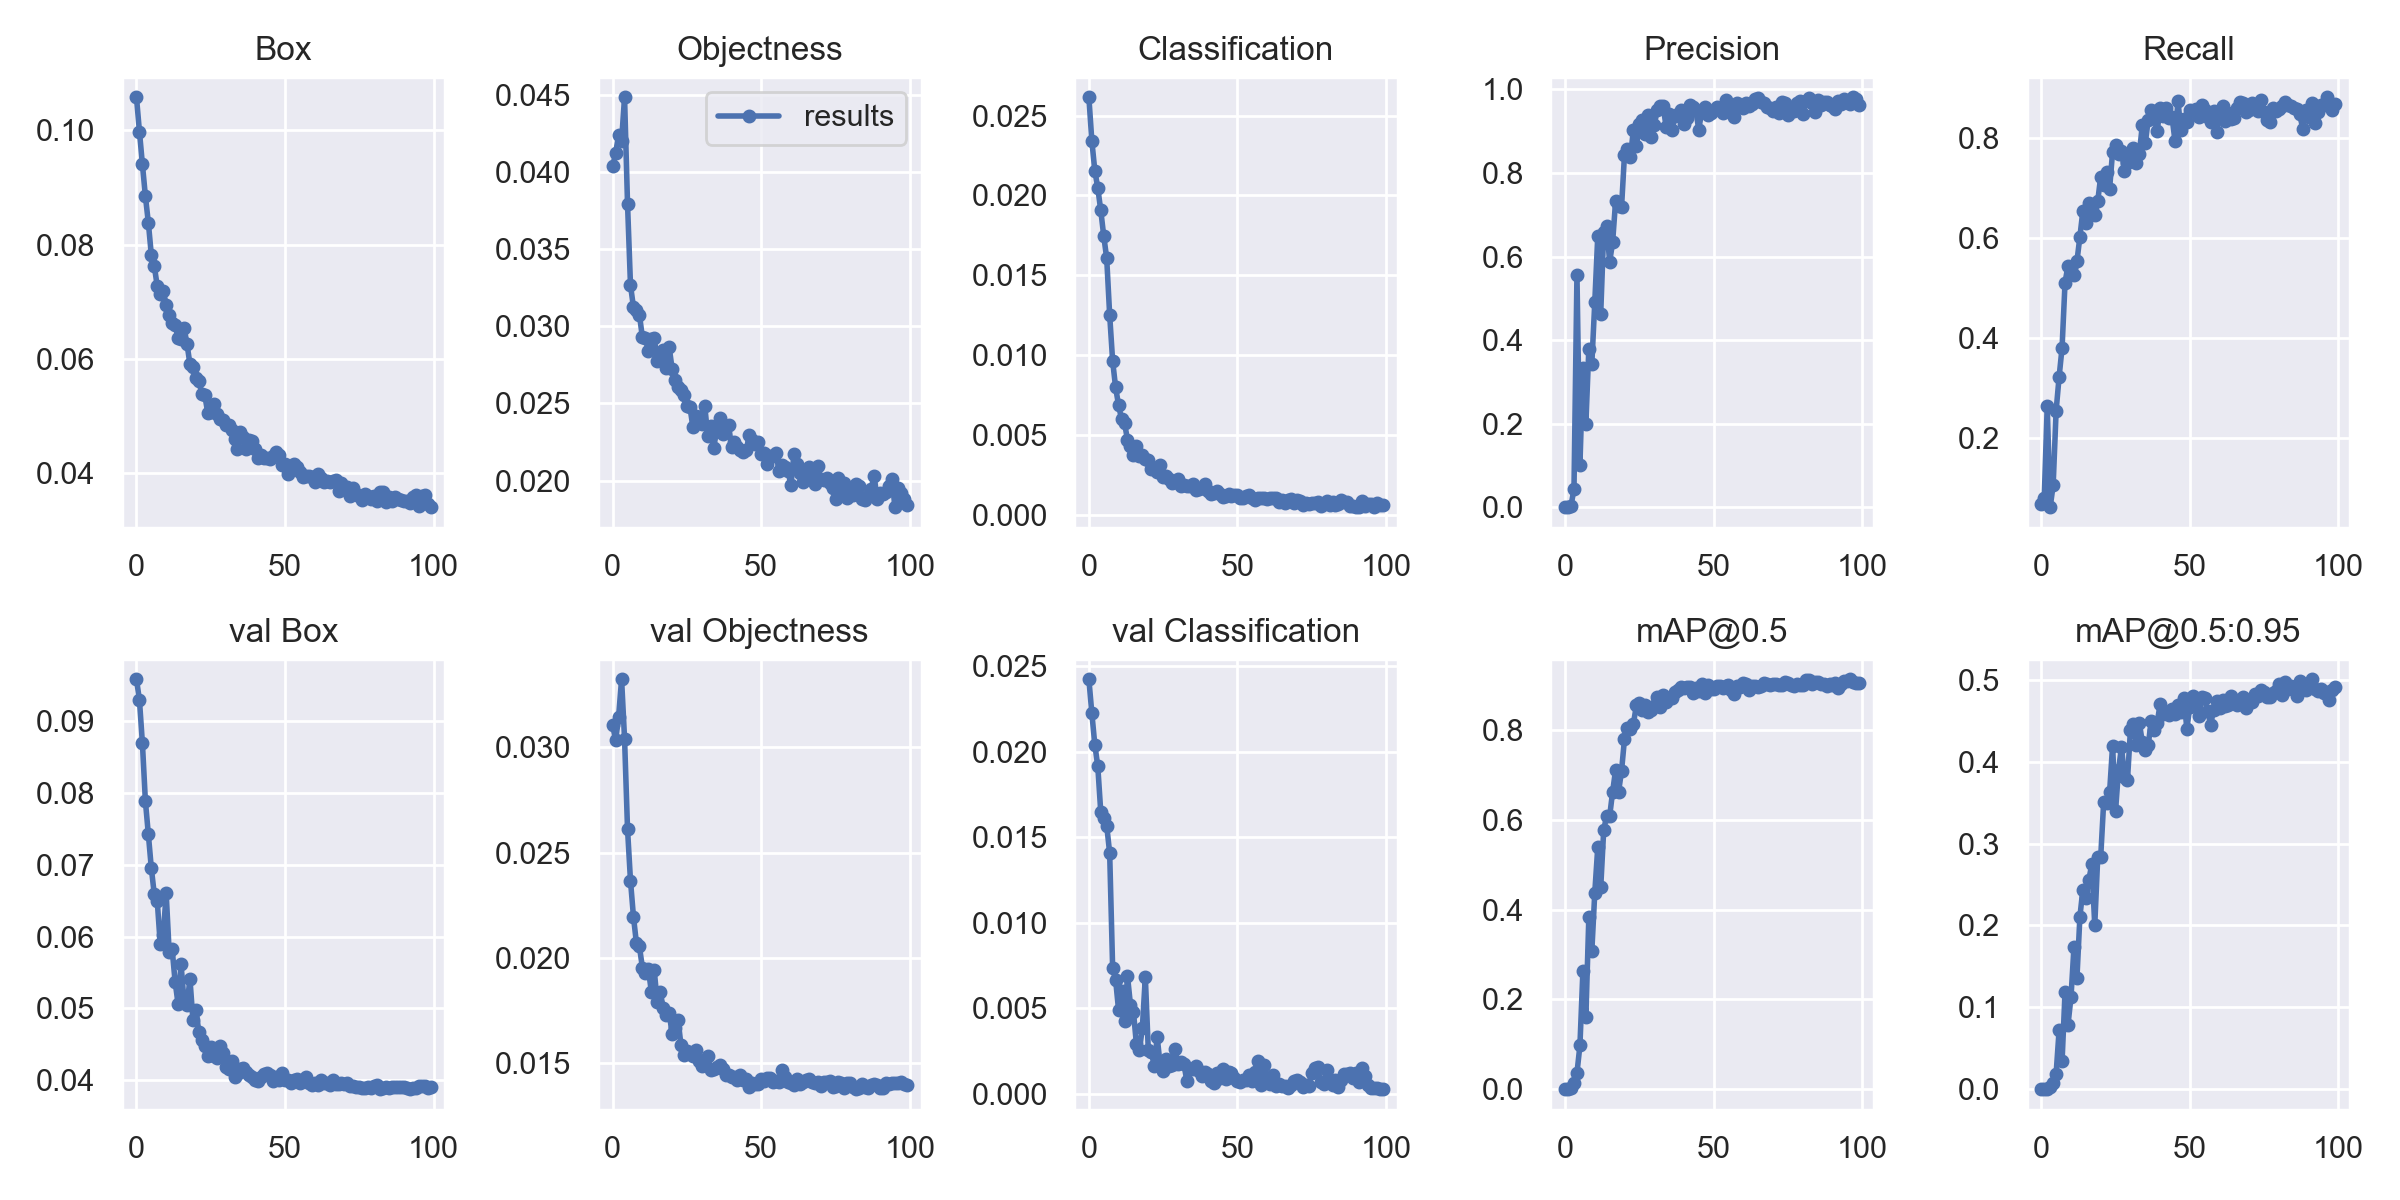 Box
Objectness
Classification
Precision
Recall
0.10
0.08
0.06
0.04
0 50 100
results
0.045
0.040
0.035
0.030
0.025
0.020
0 50 100
0.025
0.020
0.015
0.010
0.005
0.000
0 50 100
1.0
0.8
0.6
0.4
0.2
0.0
0 50 100
0.8
0.6
0.4
0.2
0 50 100
val Box
val Objectness
val Classification
mAP@0.5
mAP@0.5:0.95
0.09
0.08
0.07
0.06
0.05
0.04
0 50 100
0.030
0.025
0.020
0.015
0 50 100
0.025
0.020
0.015
0.010
0.005
0.000
0 50 100
0.8
0.6
0.4
0.2
0.0
0 50 100
0.5
0.4
0.3
0.2
0.1
0.0
0 50 100